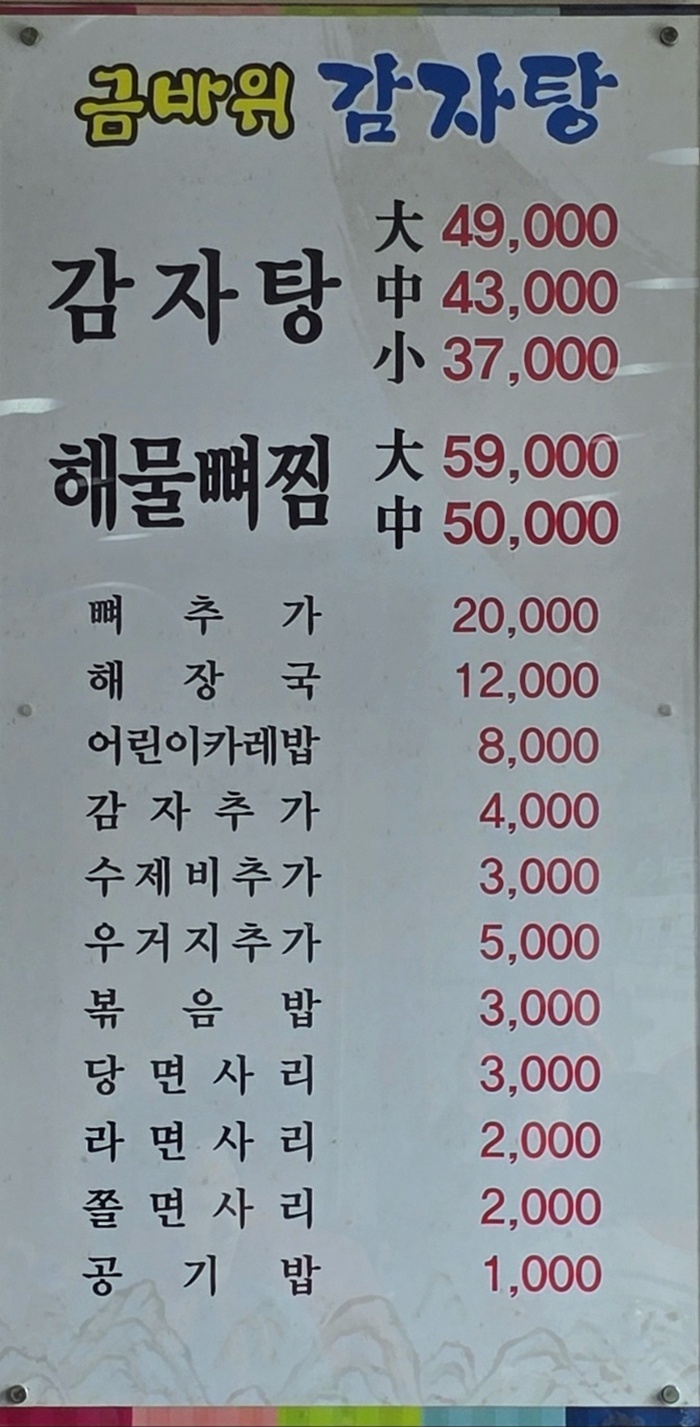 금바위 감자탕
감자탕 大 49,000
中 43,000
小 37,000
해물뼈찜 大 59,000
中 50,000
뼈추가 20,000
해장국 12,000
어린이카레밥 8,000
감자추가 4,000
수제비추가 3,000
우거지추가 5,000
볶음밥 3,000
당면사리 3,000
라면사리 2,000
쫄면사리 2,000
공기밥 1,000